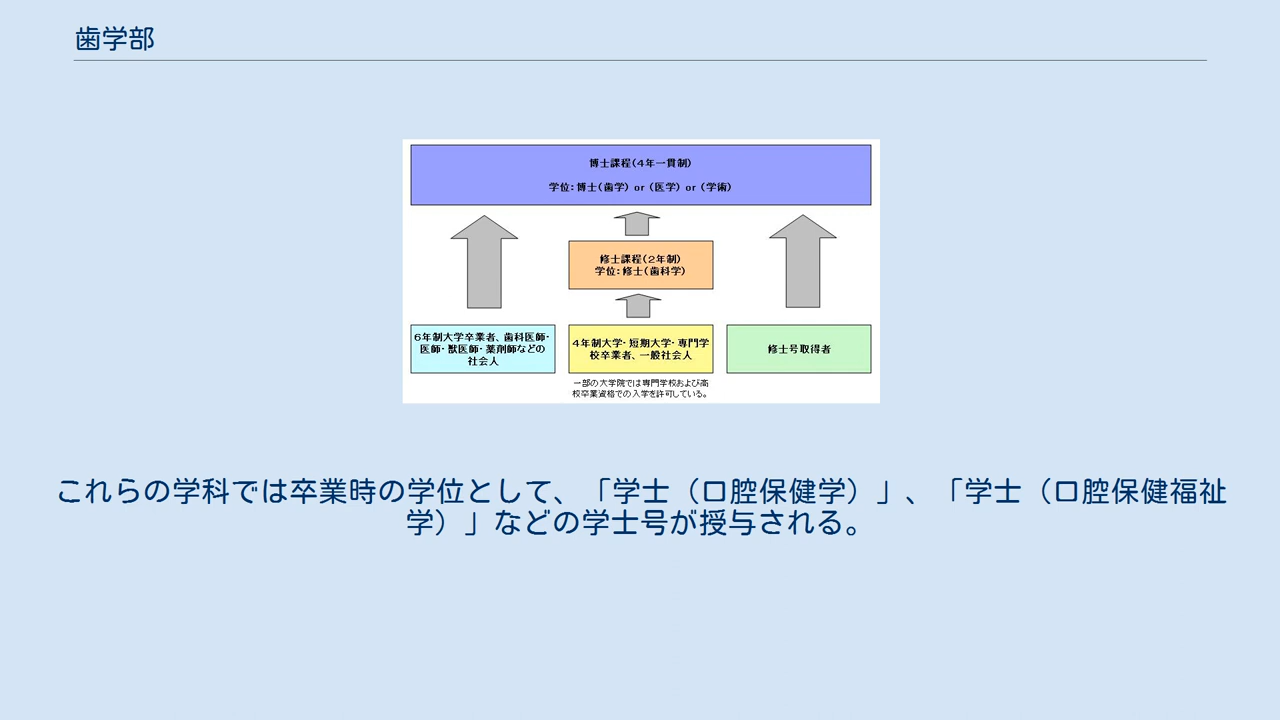 歯学部
博士課程(4年一貫制)
学位:博士(歯学) or (医学) or (学術)
修士課程(2年制)
学位:修士(歯科学)
6年制大学卒業者、歯科医師・
医師・獣医師・薬剤師などの
社会人
4年制大学・短期大学・専門学
校卒業者、一般社会人
修士号取得者
一部の大学院では専門学校および高
校卒業資格での入学を許可している。
これらの学科では卒業時の学位として、「学士（口腔保健学）」、「学士（口腔保健福祉
学）」などの学士号が授与される。